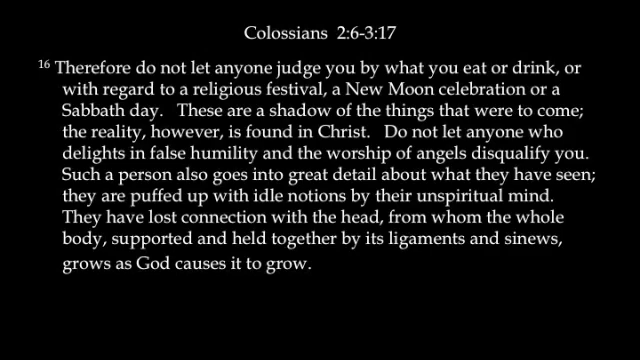 Colossians 2:6-3:17
16 Therefore do not let anyone judge you by what you eat or drink, or
with regard to a religious festival, a New Moon celebration or a
Sabbath day. These are a shadow of the things that were to come;
the reality, however, is found in Christ. Do not let anyone who
delights in false humility and the worship of angels disqualify you.
Such a person also goes into great detail about what they have seen;
they are puffed up with idle notions by their unspiritual mind.
They have lost connection with the head, from whom the whole
body, supported and held together by its ligaments and sinews,
grows as God causes it to grow.